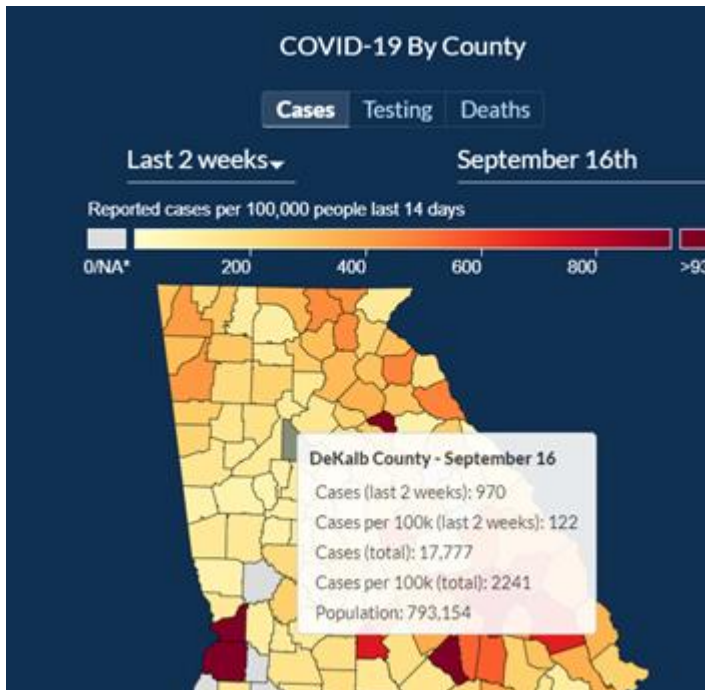 COVID-19 By County
Cases Testing Deaths
Last 2 weeks September 16th
Reported cases per 100,000 people last 14 days
0/NA* 200 400 600 800
DeKalb County - September 16
Cases (last 2 weeks): 970
Cases per 100k (last 2 weeks): 122
Cases (total): 17,777
Cases per 100k (total): 2241
Population: 793,154